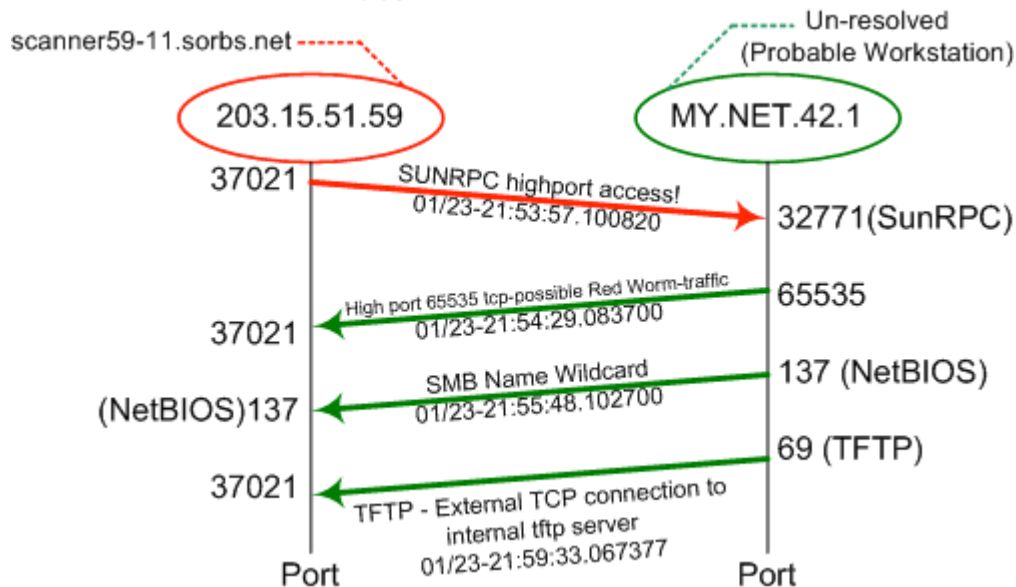 scanner59-11.sorbs.net
Un-resolved
(Probable Workstation)
203.15.51.59
MY.NET.42.1
37021
SUNRPC highport access!
01/23-21:53:57.100820
32771(SunRPC)
High port 65535 tcp-possible Red Worm-traffic
01/23-21:54:29.083700
65535
37021
SMB Name Wildcard
01/23-21:55:48.102700
137 (NetBIOS)
(NetBIOS)137
69 (TFTP)
37021
TFTP - External TCP connection to
internal tftp server
01/23-21:59:33.067377
Port
Port